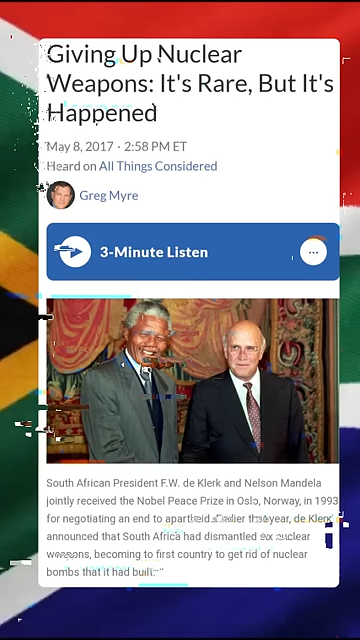 Giving Up Nuclear
Weapons: It's Rare, But It's
Happened
May 8, 2017 · 2:58 PM ET
Heard on All Things Considered
Greg Myre
3-Minute Listen
South African President F.W. de Klerk and Nelson Mandela
jointly received the Nobel Peace Prize in Oslo, Norway, in 1993
for negotiating an end to apartheid. Earlier that year, de Klerk
announced that South Africa had dismantled six nuclear
weapons, becoming to first country to get rid of nuclear
bombs that it had built.